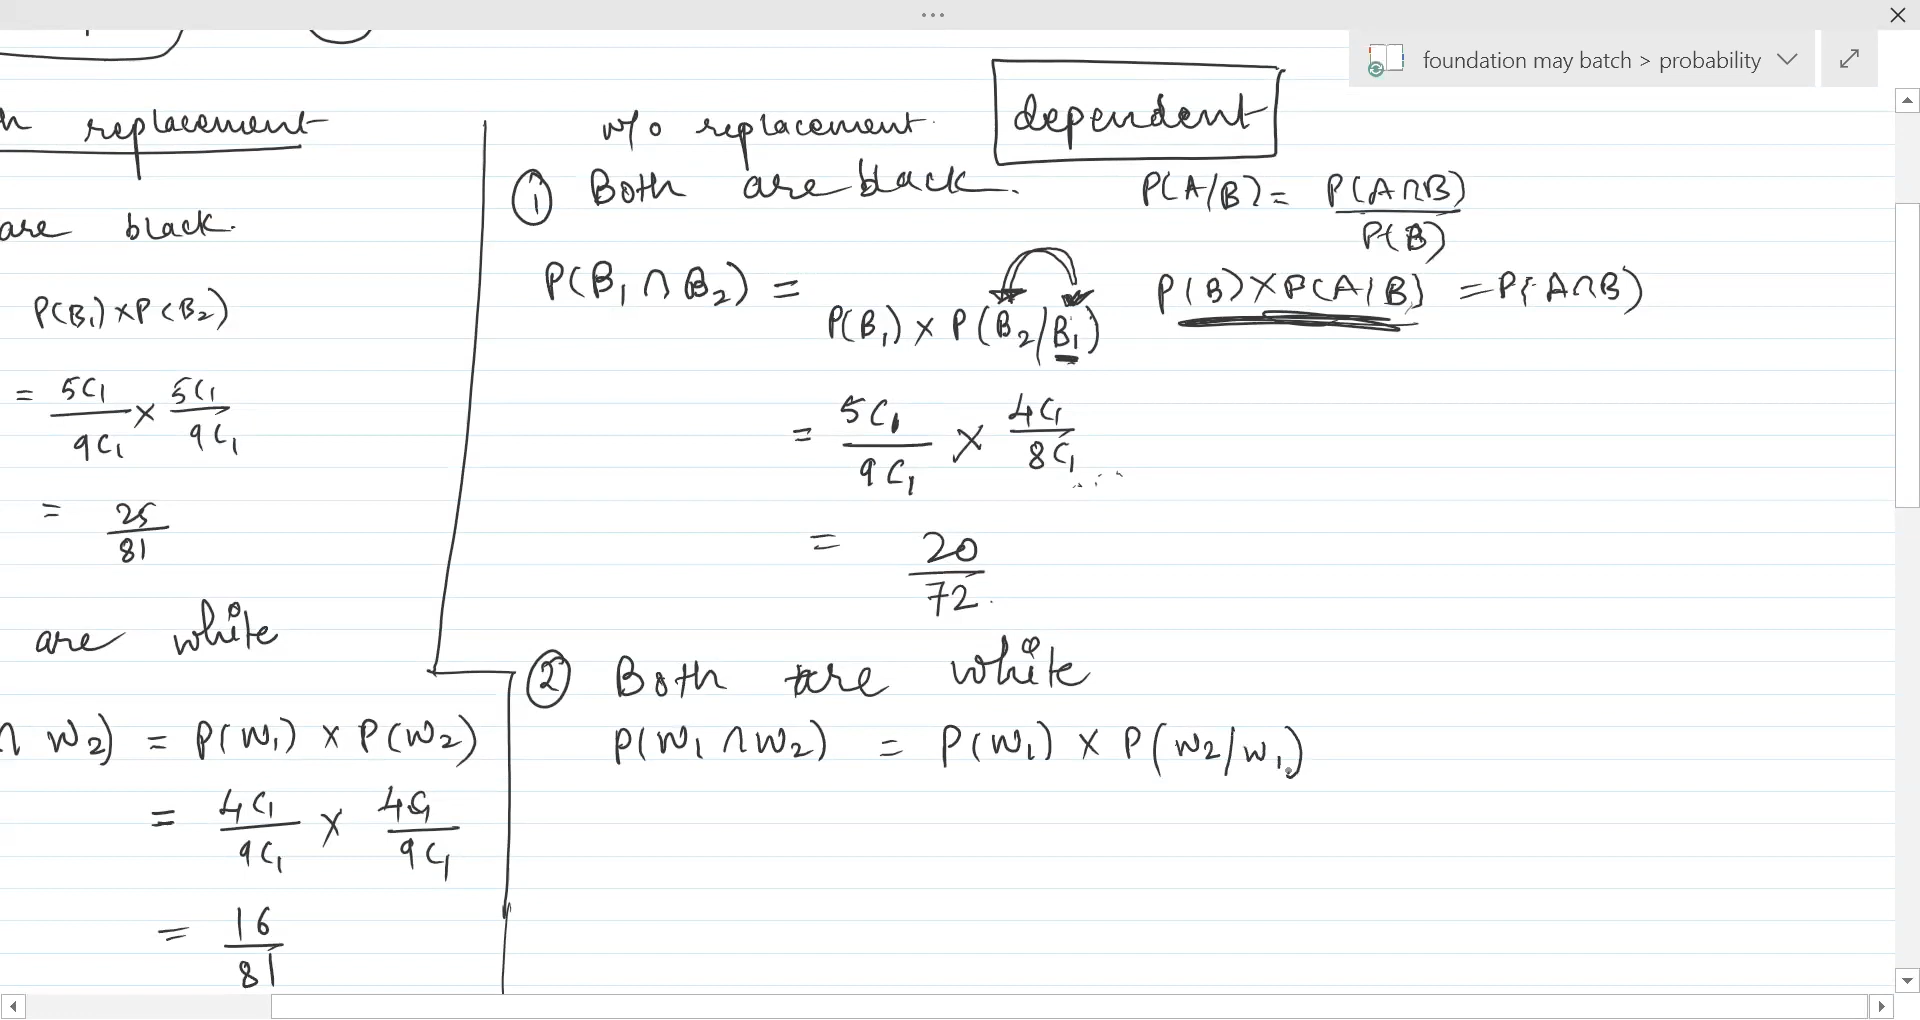 foundation may batch > probability
replacement
are black.
P(B₁) × P(B₂)
= 5C₁/9C₁ × 5C₁/9C₁
= 25/81
are white
∩ W₂) = P(W₁) × P(W₂)
= 4C₁/9C₁ × 4C₁/9C₁
= 16/81
w/o replacement. dependent
① Both are black.
P(A/B) = P(A∩B)/P(B)
P(B₁ ∩ B₂) =
P(B₁) × P(B₂/B₁)
P(B) × P(A/B) = P(A∩B)
= 5C₁/9C₁ × 4C₁/8C₁
= 20/72.
② Both are white
P(W₁ ∩ W₂) = P(W₁) × P(W₂/W₁)